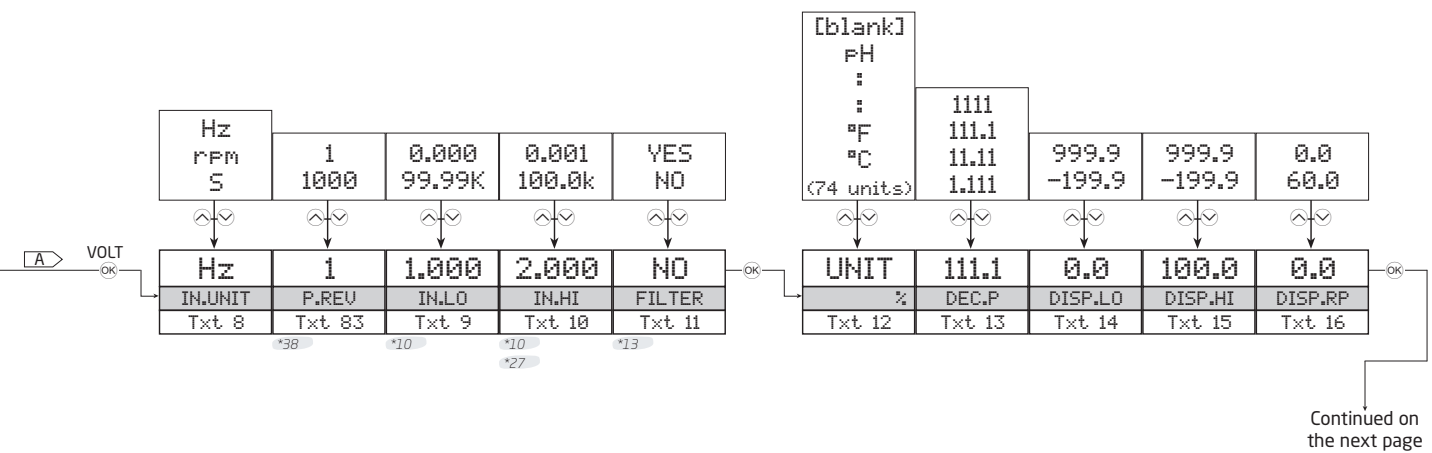 [blank]
pH
:
:
°F
°C
(74 units)
Hz
rpm
S
1
1000
0.000
99.99K
0.001
100.0k
YES
NO
1111
111.1
11.11
1.111
999.9
-199.9
999.9
-199.9
0.0
60.0
A
VOLT
OK
Hz
IN.UNIT
Txt 8
1
P.REV
Txt 83
*38
1.000
IN.LO
Txt 9
*10
2.000
IN.HI
Txt 10
*10
*27
NO
FILTER
Txt 11
*13
OK
UNIT
%
Txt 12
111.1
DEC.P
Txt 13
0.0
DISP.LO
Txt 14
100.0
DISP.HI
Txt 15
0.0
DISP.RP
Txt 16
OK
Continued on
the next page